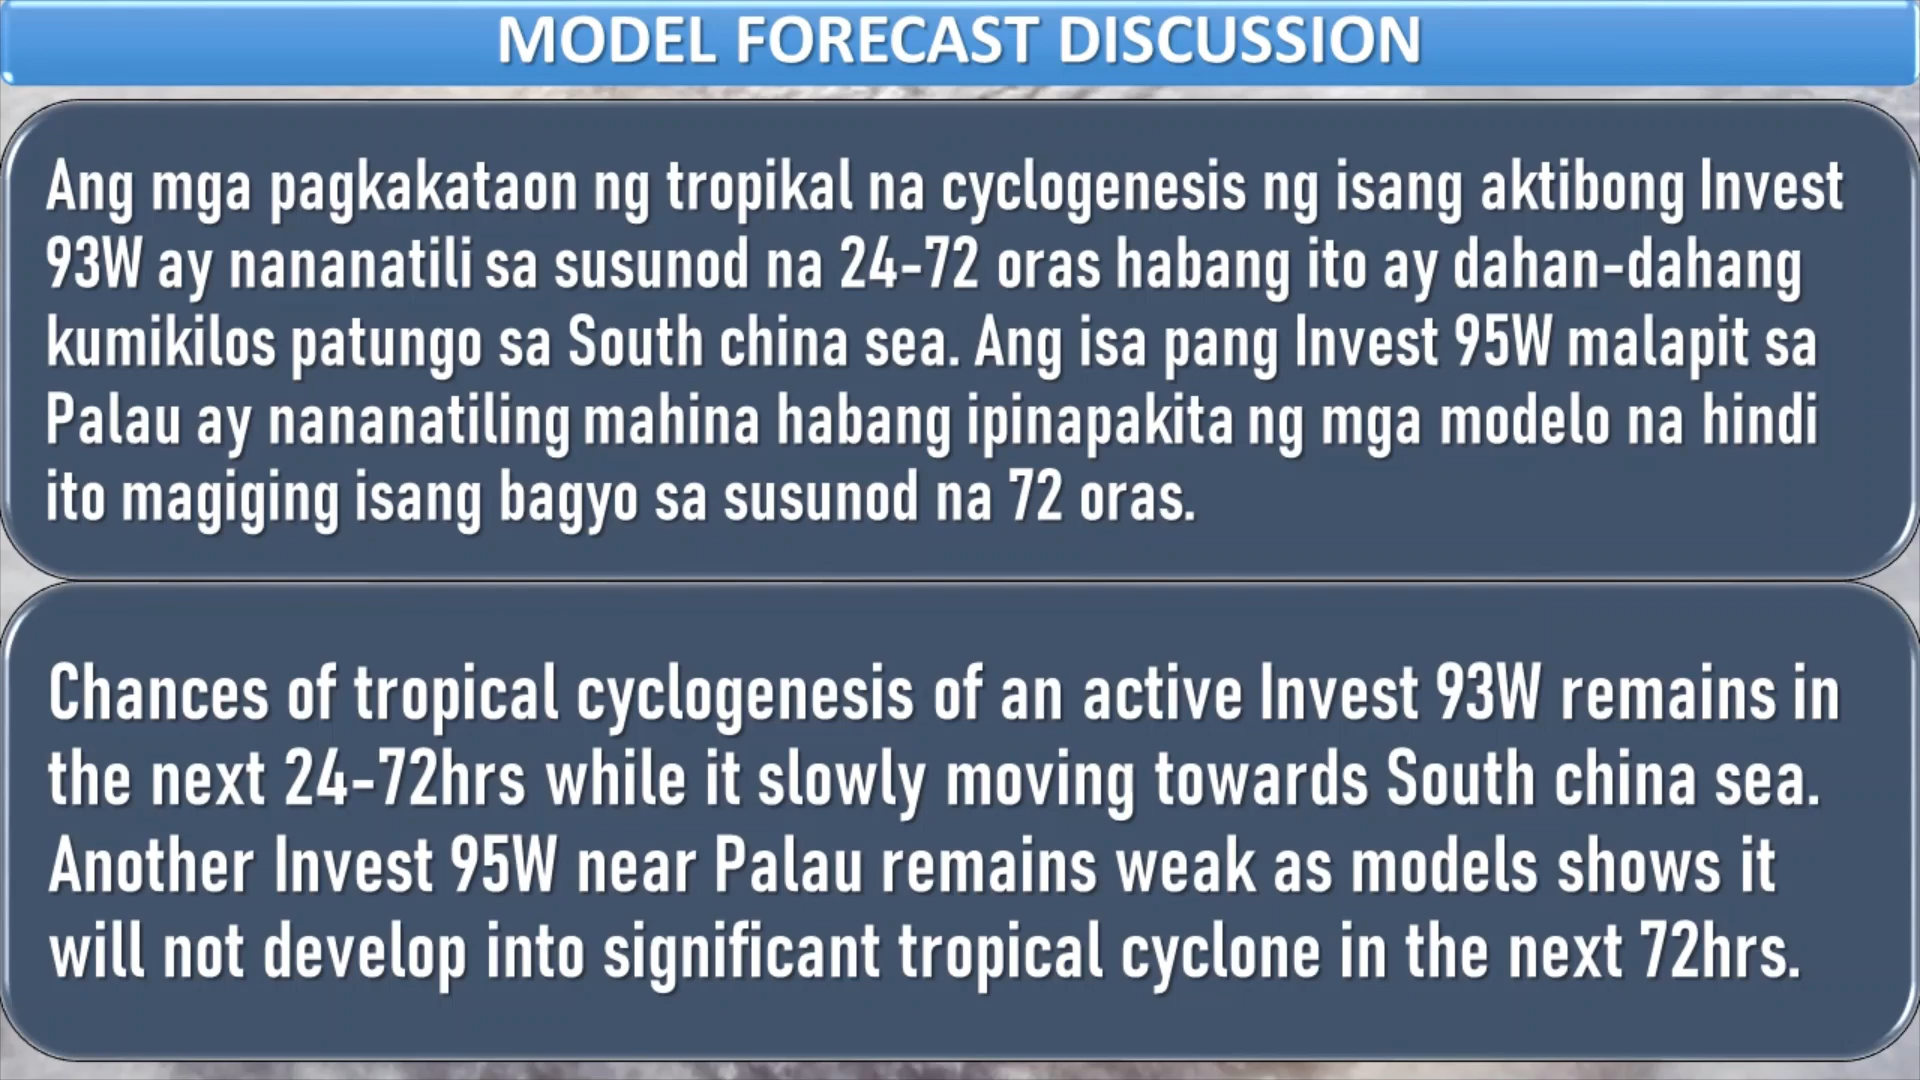 MODEL FORECAST DISCUSSION
Ang mga pagkakataon ng tropikal na cyclogenesis ng isang aktibong Invest
93W ay nananatili sa susunod na 24-72 oras habang ito ay dahan-dahang
kumikilos patungo sa South china sea. Ang isa pang Invest 95W malapit sa
Palau ay nananatiling mahina habang ipinapakita ng mga modelo na hindi
ito magiging isang bagyo sa susunod na 72 oras.
Chances of tropical cyclogenesis of an active Invest 93W remains in
the next 24-72hrs while it slowly moving towards South china sea.
Another Invest 95W near Palau remains weak as models shows it
will not develop into significant tropical cyclone in the next 72hrs.